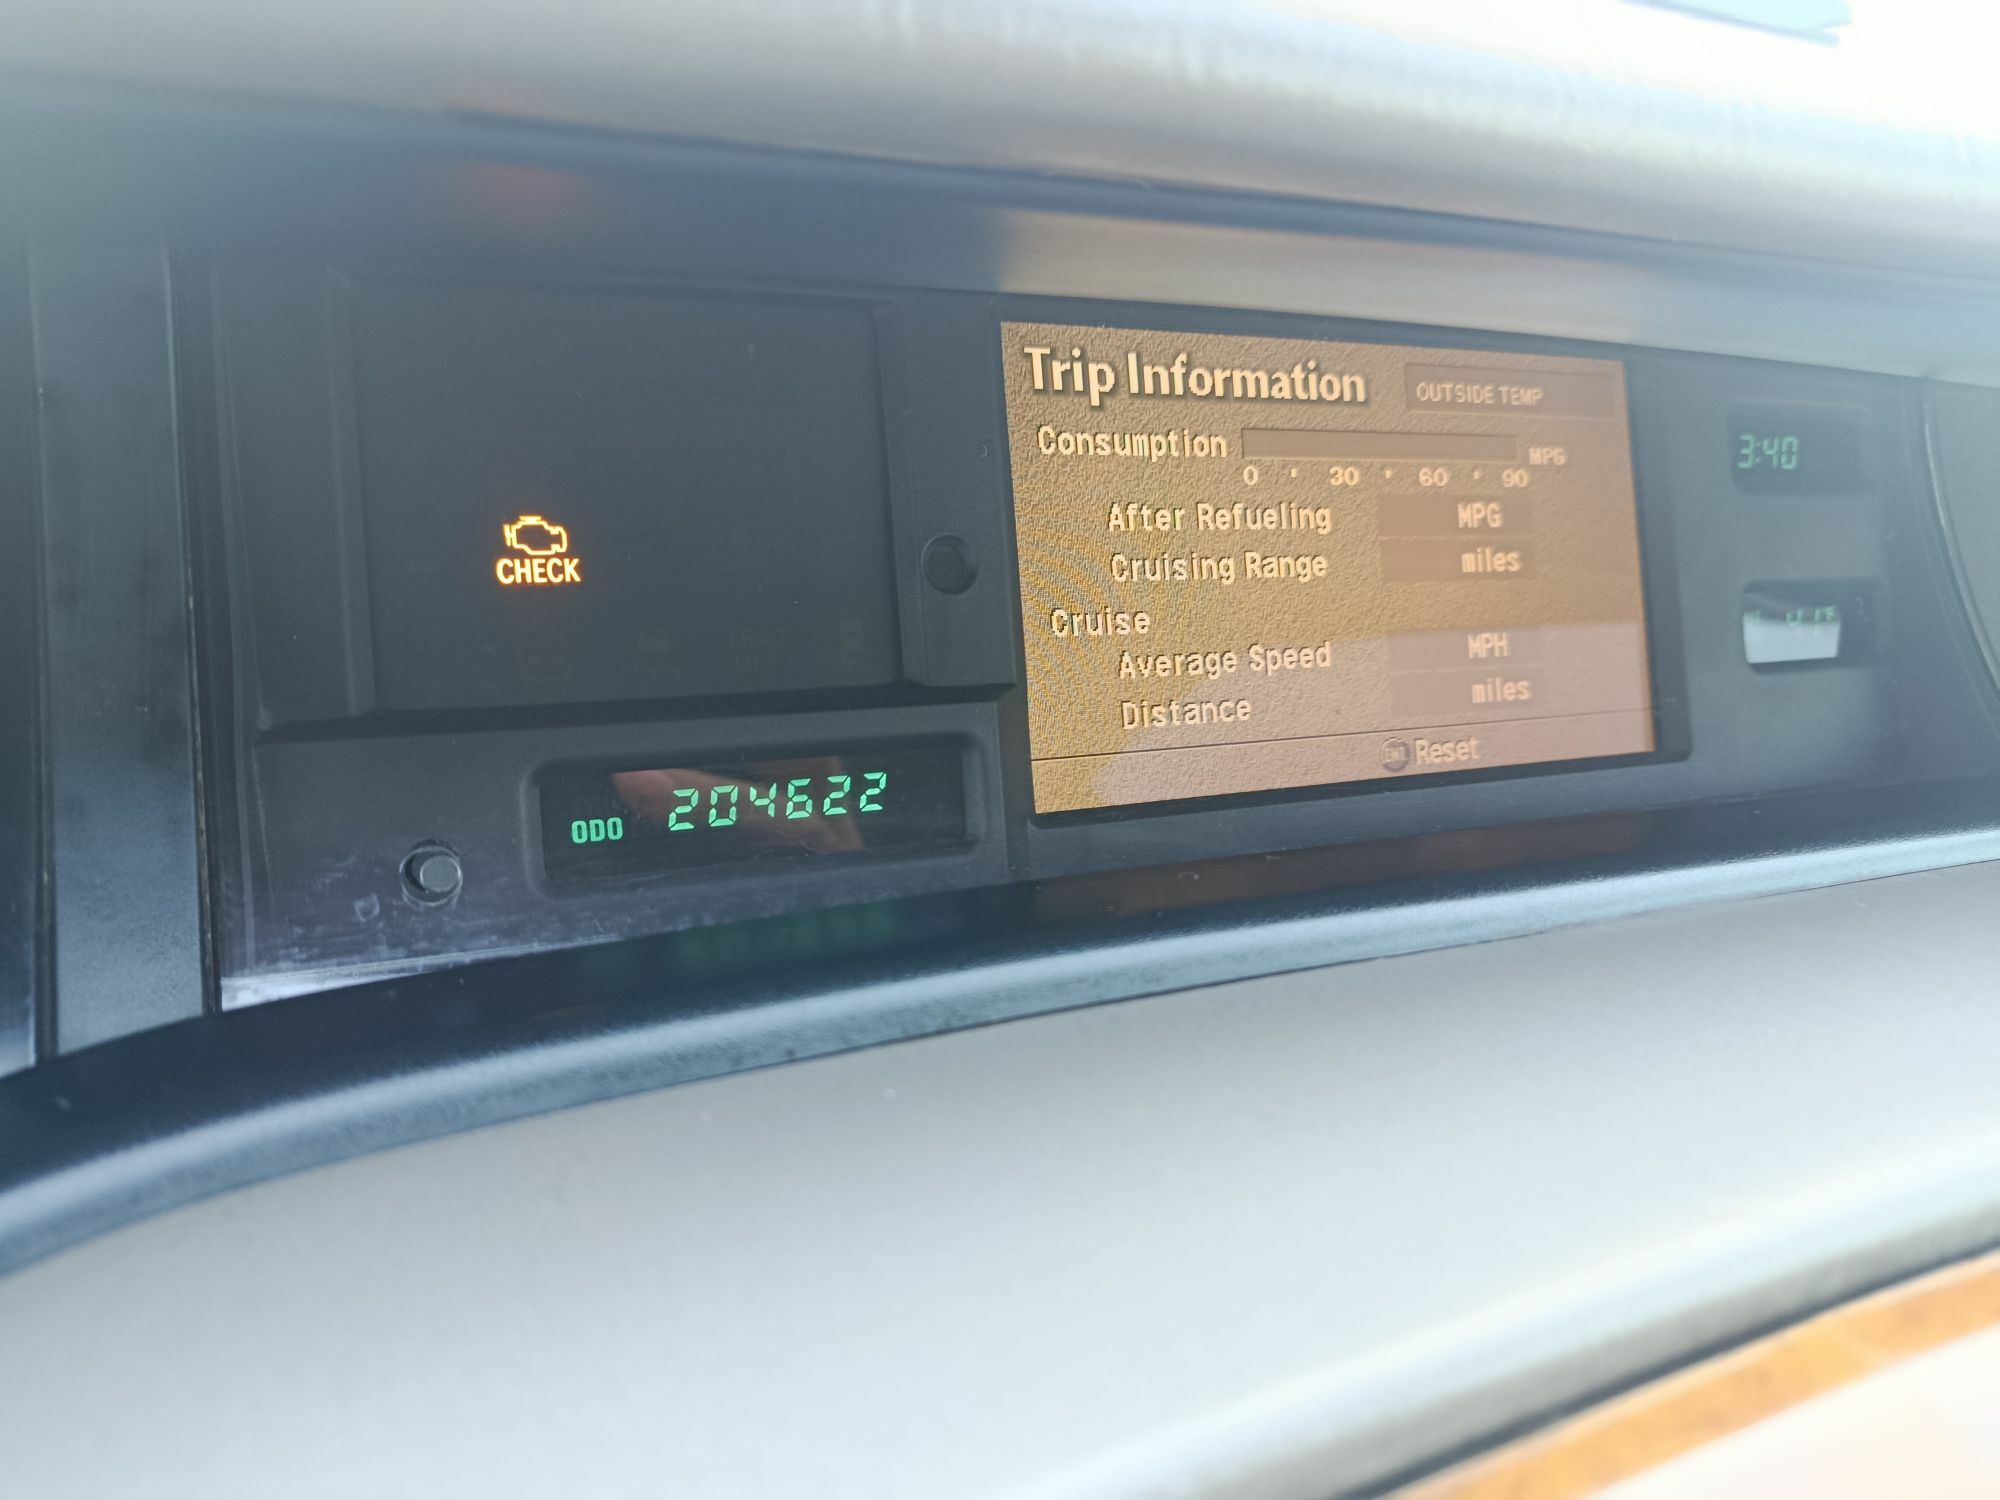 CHECK
ODO 204622
Trip Information
OUTSIDE TEMP
Consumption MPG
0 30 60 90
After Refueling MPG
Cruising Range miles
Cruise
Average Speed MPH
Distance miles
Reset
3:40